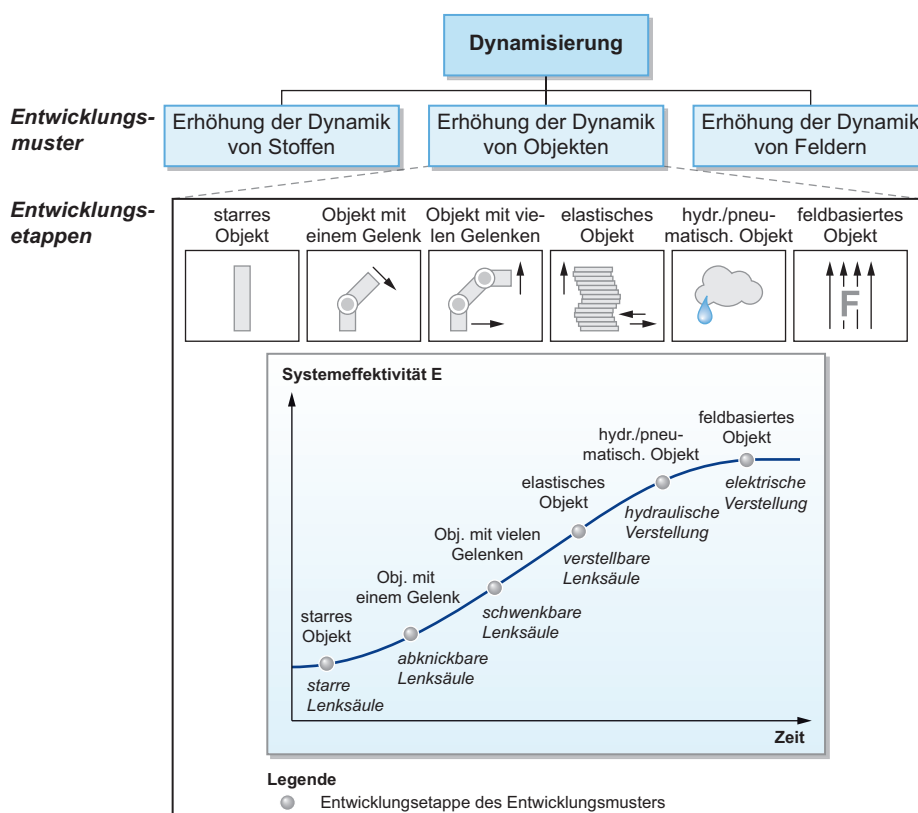 Dynamisierung
Entwicklungs-
muster
Erhöhung der Dynamik
von Stoffen
Erhöhung der Dynamik
von Objekten
Erhöhung der Dynamik
von Feldern
Entwicklungs-
etappen
starres
Objekt
Objekt mit
einem Gelenk
Objekt mit vie-
len Gelenken
elastisches
Objekt
hydr./pneu-
matisch. Objekt
feldbasiertes
Objekt
F
Systemeffektivität E
starres
Objekt
starre
Lenksäule
Obj. mit
einem Gelenk
abknickbare
Lenksäule
Obj. mit vielen
Gelenken
schwenkbare
Lenksäule
elastisches
Objekt
verstellbare
Lenksäule
hydr./pneu-
matisch. Objekt
hydraulische
Verstellung
feldbasiertes
Objekt
elektrische
Verstellung
Zeit
Legende
Entwicklungsetappe des Entwicklungsmusters